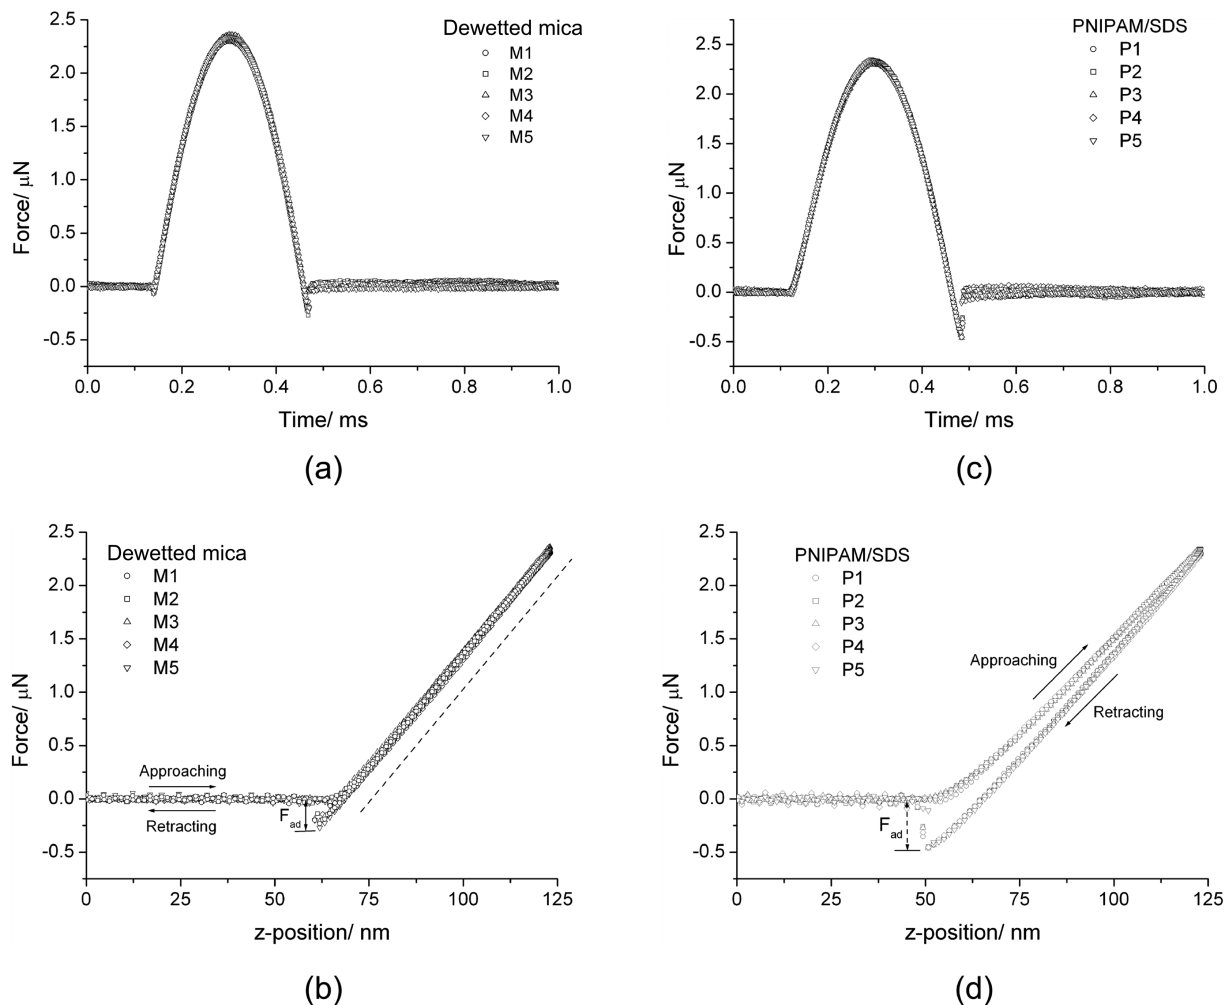 2.5
2.0
1.5
1.0
0.5
0.0
-0.5
Force/ μN
Dewetted mica
M1
M2
M3
M4
M5
0.0 0.2 0.4 0.6 0.8 1.0
Time/ ms
(a)
2.5
2.0
1.5
1.0
0.5
0.0
-0.5
Force/ μN
PNIPAM/SDS
P1
P2
P3
P4
P5
0.0 0.2 0.4 0.6 0.8 1.0
Time/ ms
(c)
2.5
2.0
1.5
1.0
0.5
0.0
-0.5
Force/ μN
Dewetted mica
M1
M2
M3
M4
M5
Approaching
Retracting
Fad
0 25 50 75 100 125
z-position/ nm
(b)
2.5
2.0
1.5
1.0
0.5
0.0
-0.5
Force/ μN
PNIPAM/SDS
P1
P2
P3
P4
P5
Approaching
Retracting
Fad
0 25 50 75 100 125
z-position/ nm
(d)